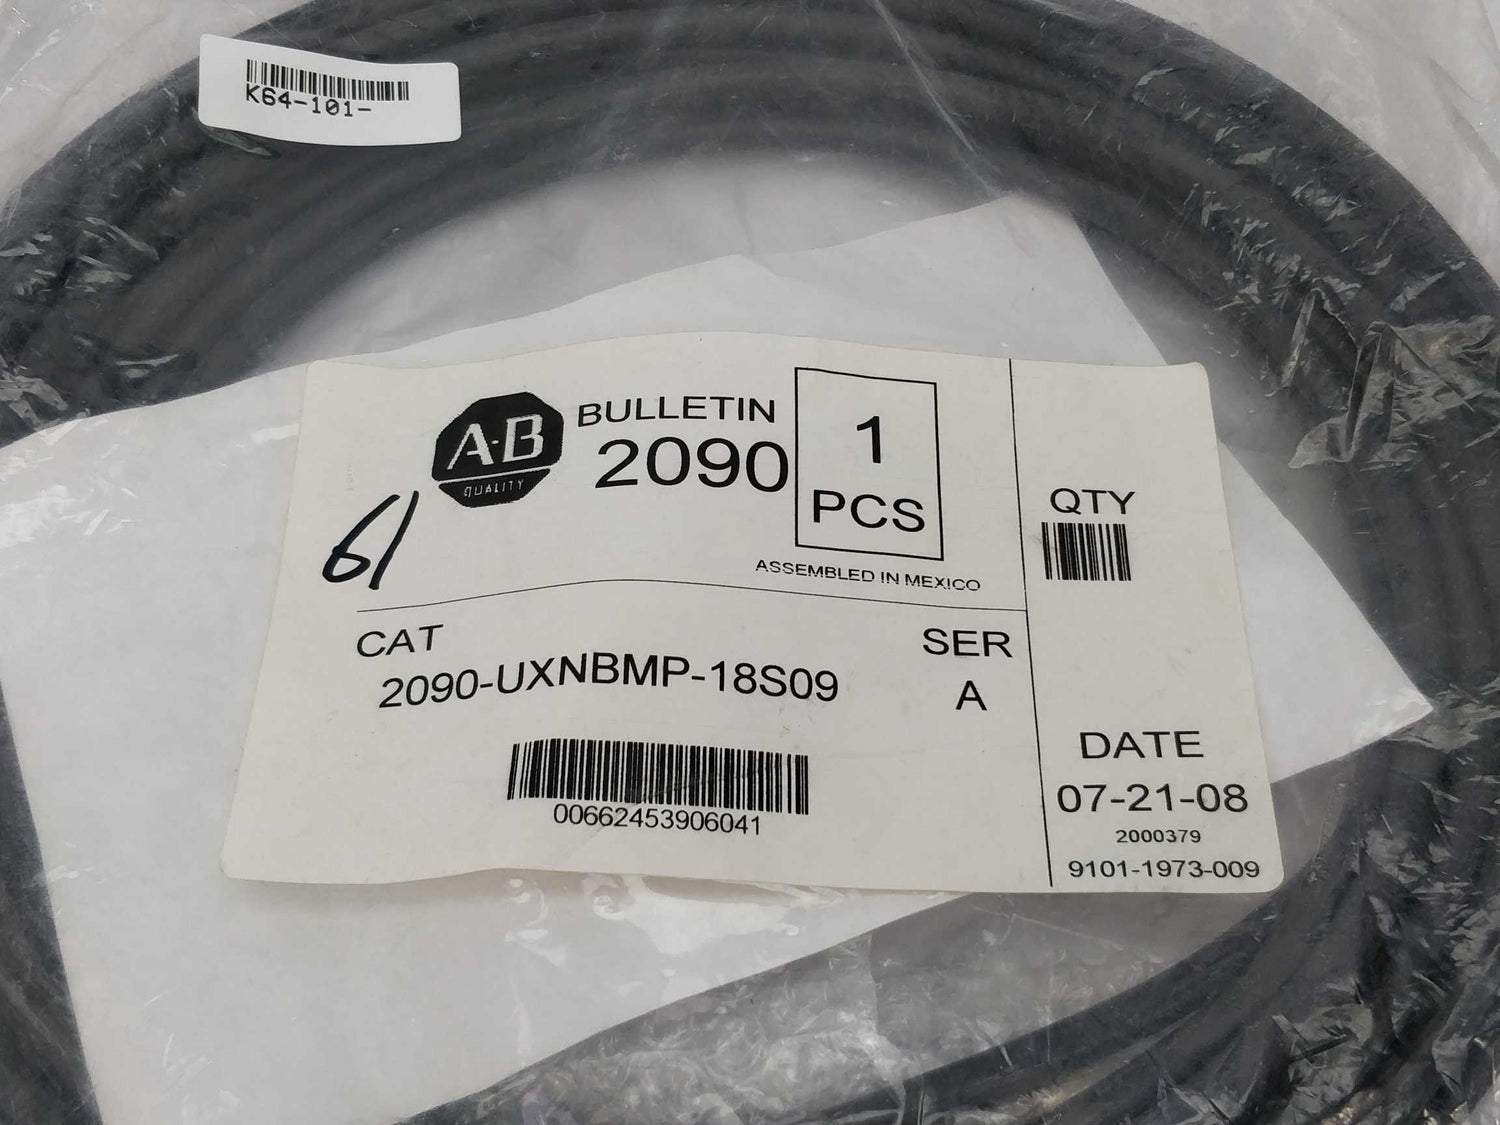 K64-101-
A-B
QUALITY
BULLETIN
2090
1
PCS
ASSEMBLED IN MEXICO
QTY
61
CAT
2090-UXNBMP-18S09
SER
A
00662453906041
DATE
07-21-08
2000379
9101-1973-009